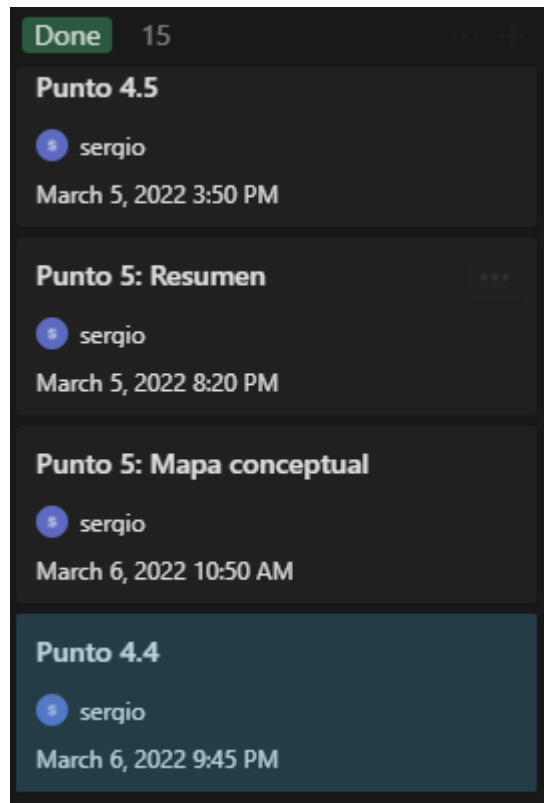 Done 15
Punto 4.5
s sergio
March 5, 2022 3:50 PM
Punto 5: Resumen
s sergio
March 5, 2022 8:20 PM
Punto 5: Mapa conceptual
s sergio
March 6, 2022 10:50 AM
Punto 4.4
s sergio
March 6, 2022 9:45 PM